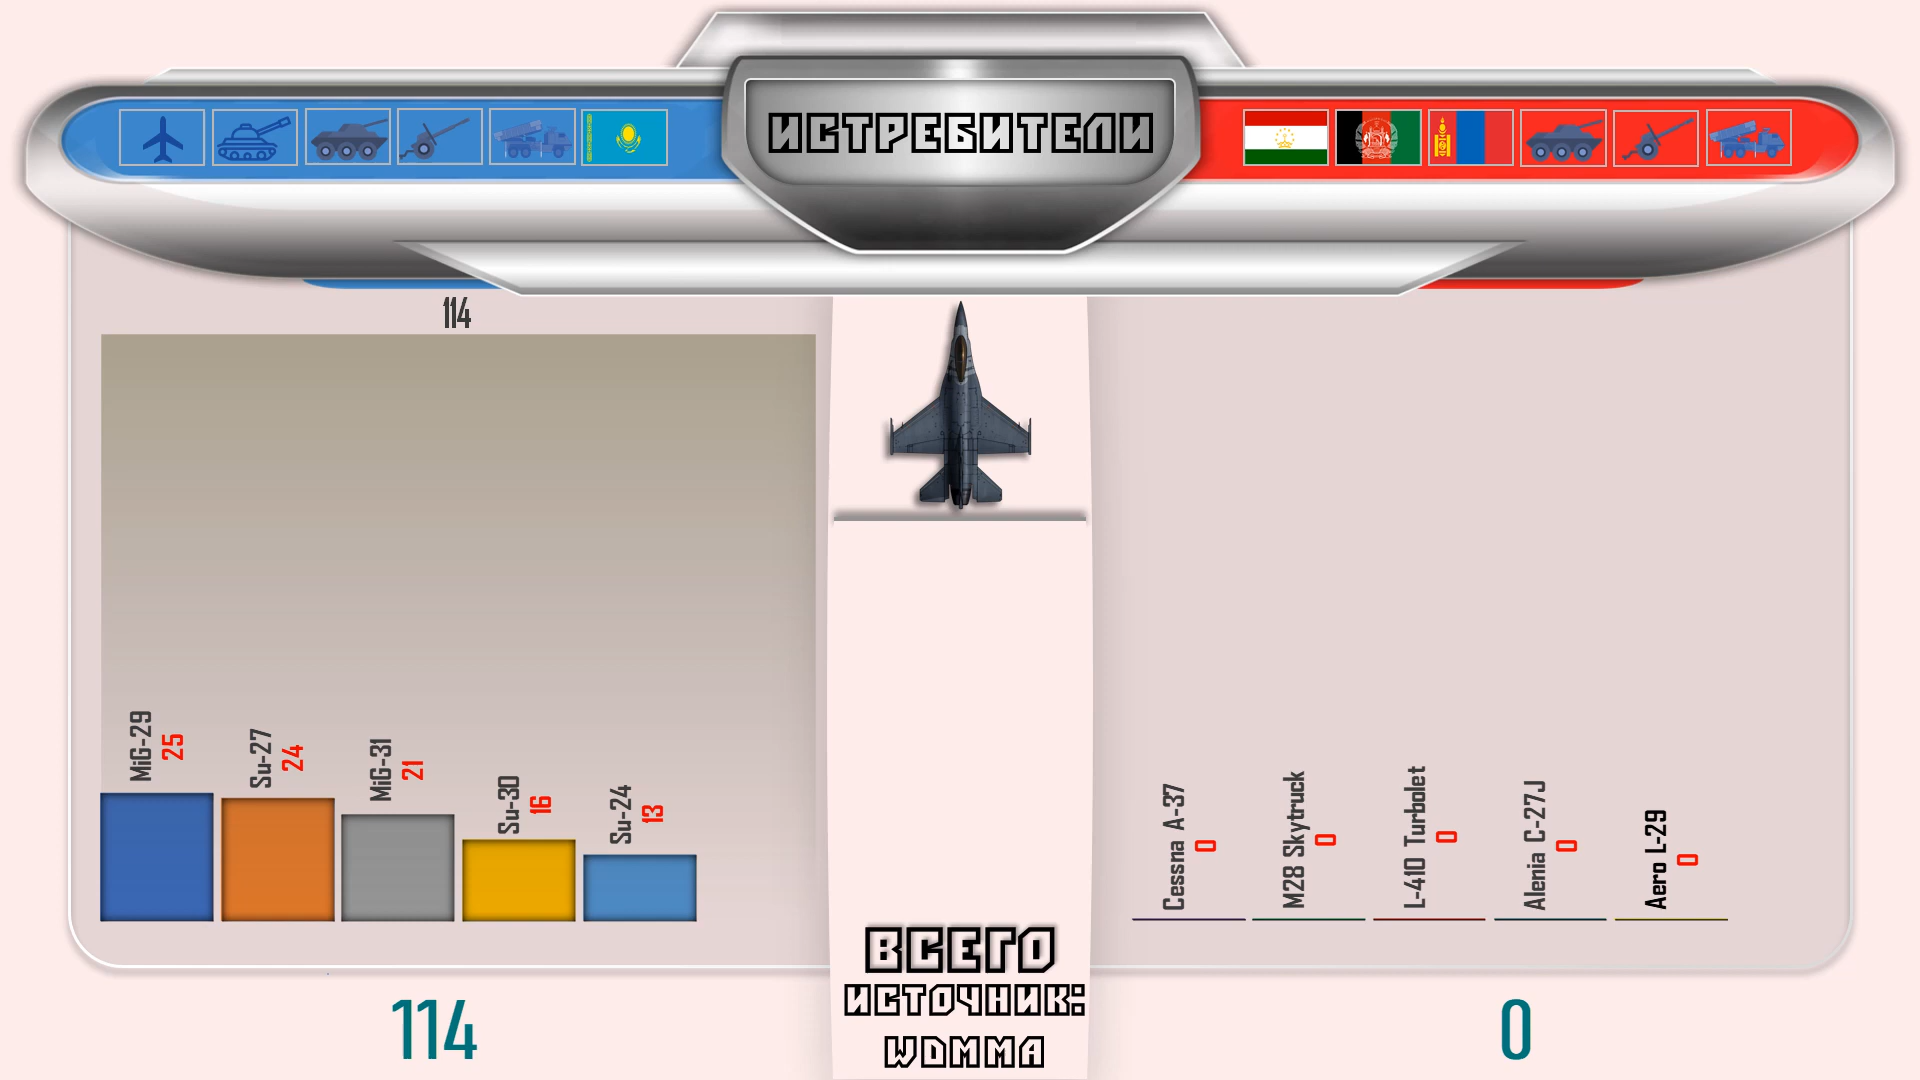 ИСТРЕБИТЕЛИ
114
MiG-29
25
Su-27
24
MiG-31
21
Su-30
16
Su-24
13
Cessna A-37
0
M28 Skytruck
0
L-410 Turbolet
0
Alenia C-27J
0
Aero L-29
0
ВСЕГО
ИСТОЧНИК:
WDMMA
114
0